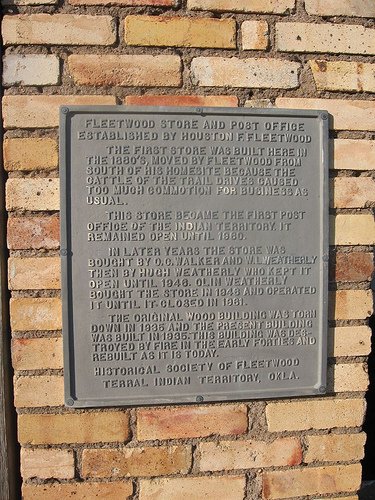 FLEETWOOD STORE AND POST OFFICE
ESTABLISHED BY HOUSTON F. FLEETWOOD
THE FIRST STORE WAS BUILT HERE IN
THE 1880'S, MOVED BY FLEETWOOD FROM
SOUTH OF HIS HOMESITE BECAUSE THE
CATTLE OF THE TRAIL DRIVES CAUSED
TOO MUCH COMMOTION FOR BUSINESS AS
USUAL.
THIS STORE BECAME THE FIRST POST
OFFICE OF THE INDIAN TERRITORY. IT
REMAINED OPEN UNTIL 1960.
IN LATER YEARS THE STORE WAS
BOUGHT BY O.G. WALKER AND W.L. WEATHERLY
THEN BY HUGH WEATHERLY WHO KEPT IT
OPEN UNTIL 1946. OLIN WEATHERLY
BOUGHT THE STORE IN 1946 AND OPERATED
IT UNTIL IT CLOSED IN 1961.
THE ORIGINAL WOOD BUILDING WAS TORN
DOWN IN 1935 AND THE PRESENT BUILDING
WAS BUILT IN 1935. THIS BUILDING WAS DES-
TROYED BY FIRE IN THE EARLY FORTIES AND
REBUILT AS IT IS TODAY.
HISTORICAL SOCIETY OF FLEETWOOD
TERRAL INDIAN TERRITORY, OKLA.